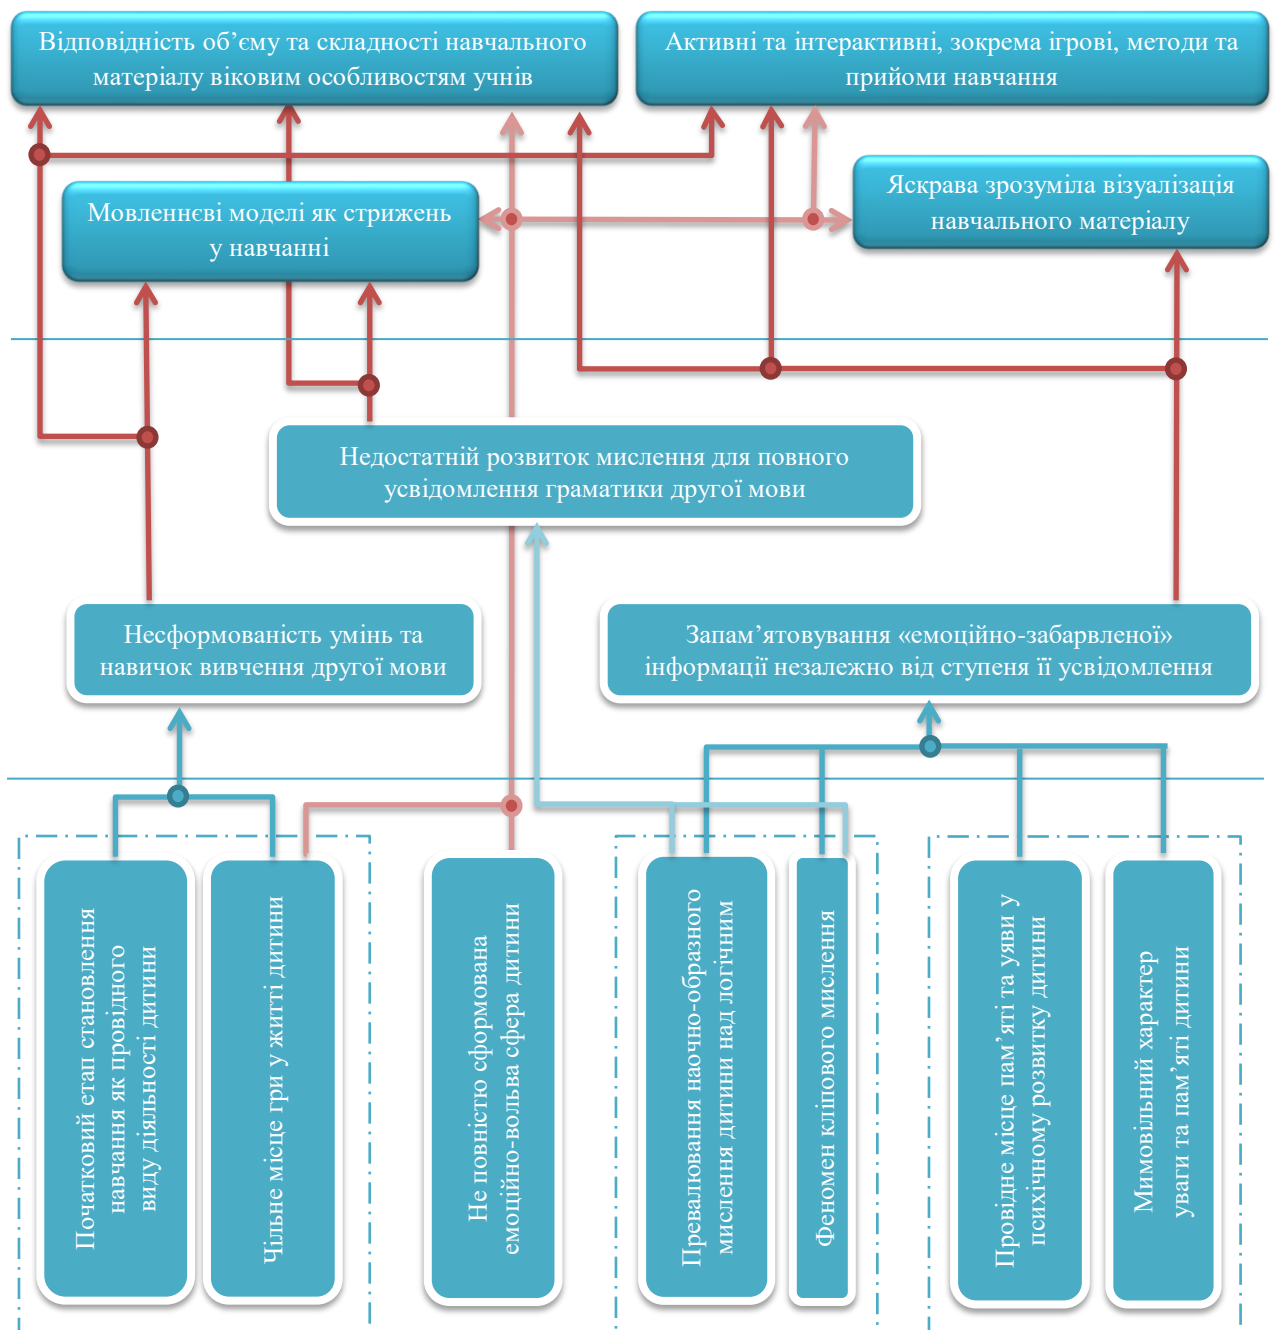 Відповідність об’єму та складності навчального
матеріалу віковим особливостям учнів
Активні та інтерактивні, зокрема ігрові, методи та
прийоми навчання
Мовленнєві моделі як стрижень
у навчанні
Яскрава зрозуміла візуалізація
навчального матеріалу
Недостатній розвиток мислення для повного
усвідомлення граматики другої мови
Несформованість умінь та
навичок вивчення другої мови
Запам’ятовування «емоційно-забарвленої»
інформації незалежно від ступеня її усвідомлення
Початковий етап становлення
навчання як провідного
виду діяльності дитини
Чільне місце гри у житті дитини
Не повністю сформована
емоційно-вольва сфера дитини
Превалювання наочно-образного
мислення дитини над логічним
Феномен кліпового мислення
Провідне місце пам’яті та уяви у
психічному розвитку дитини
Мимовільний характер
уваги та пам’яті дитини